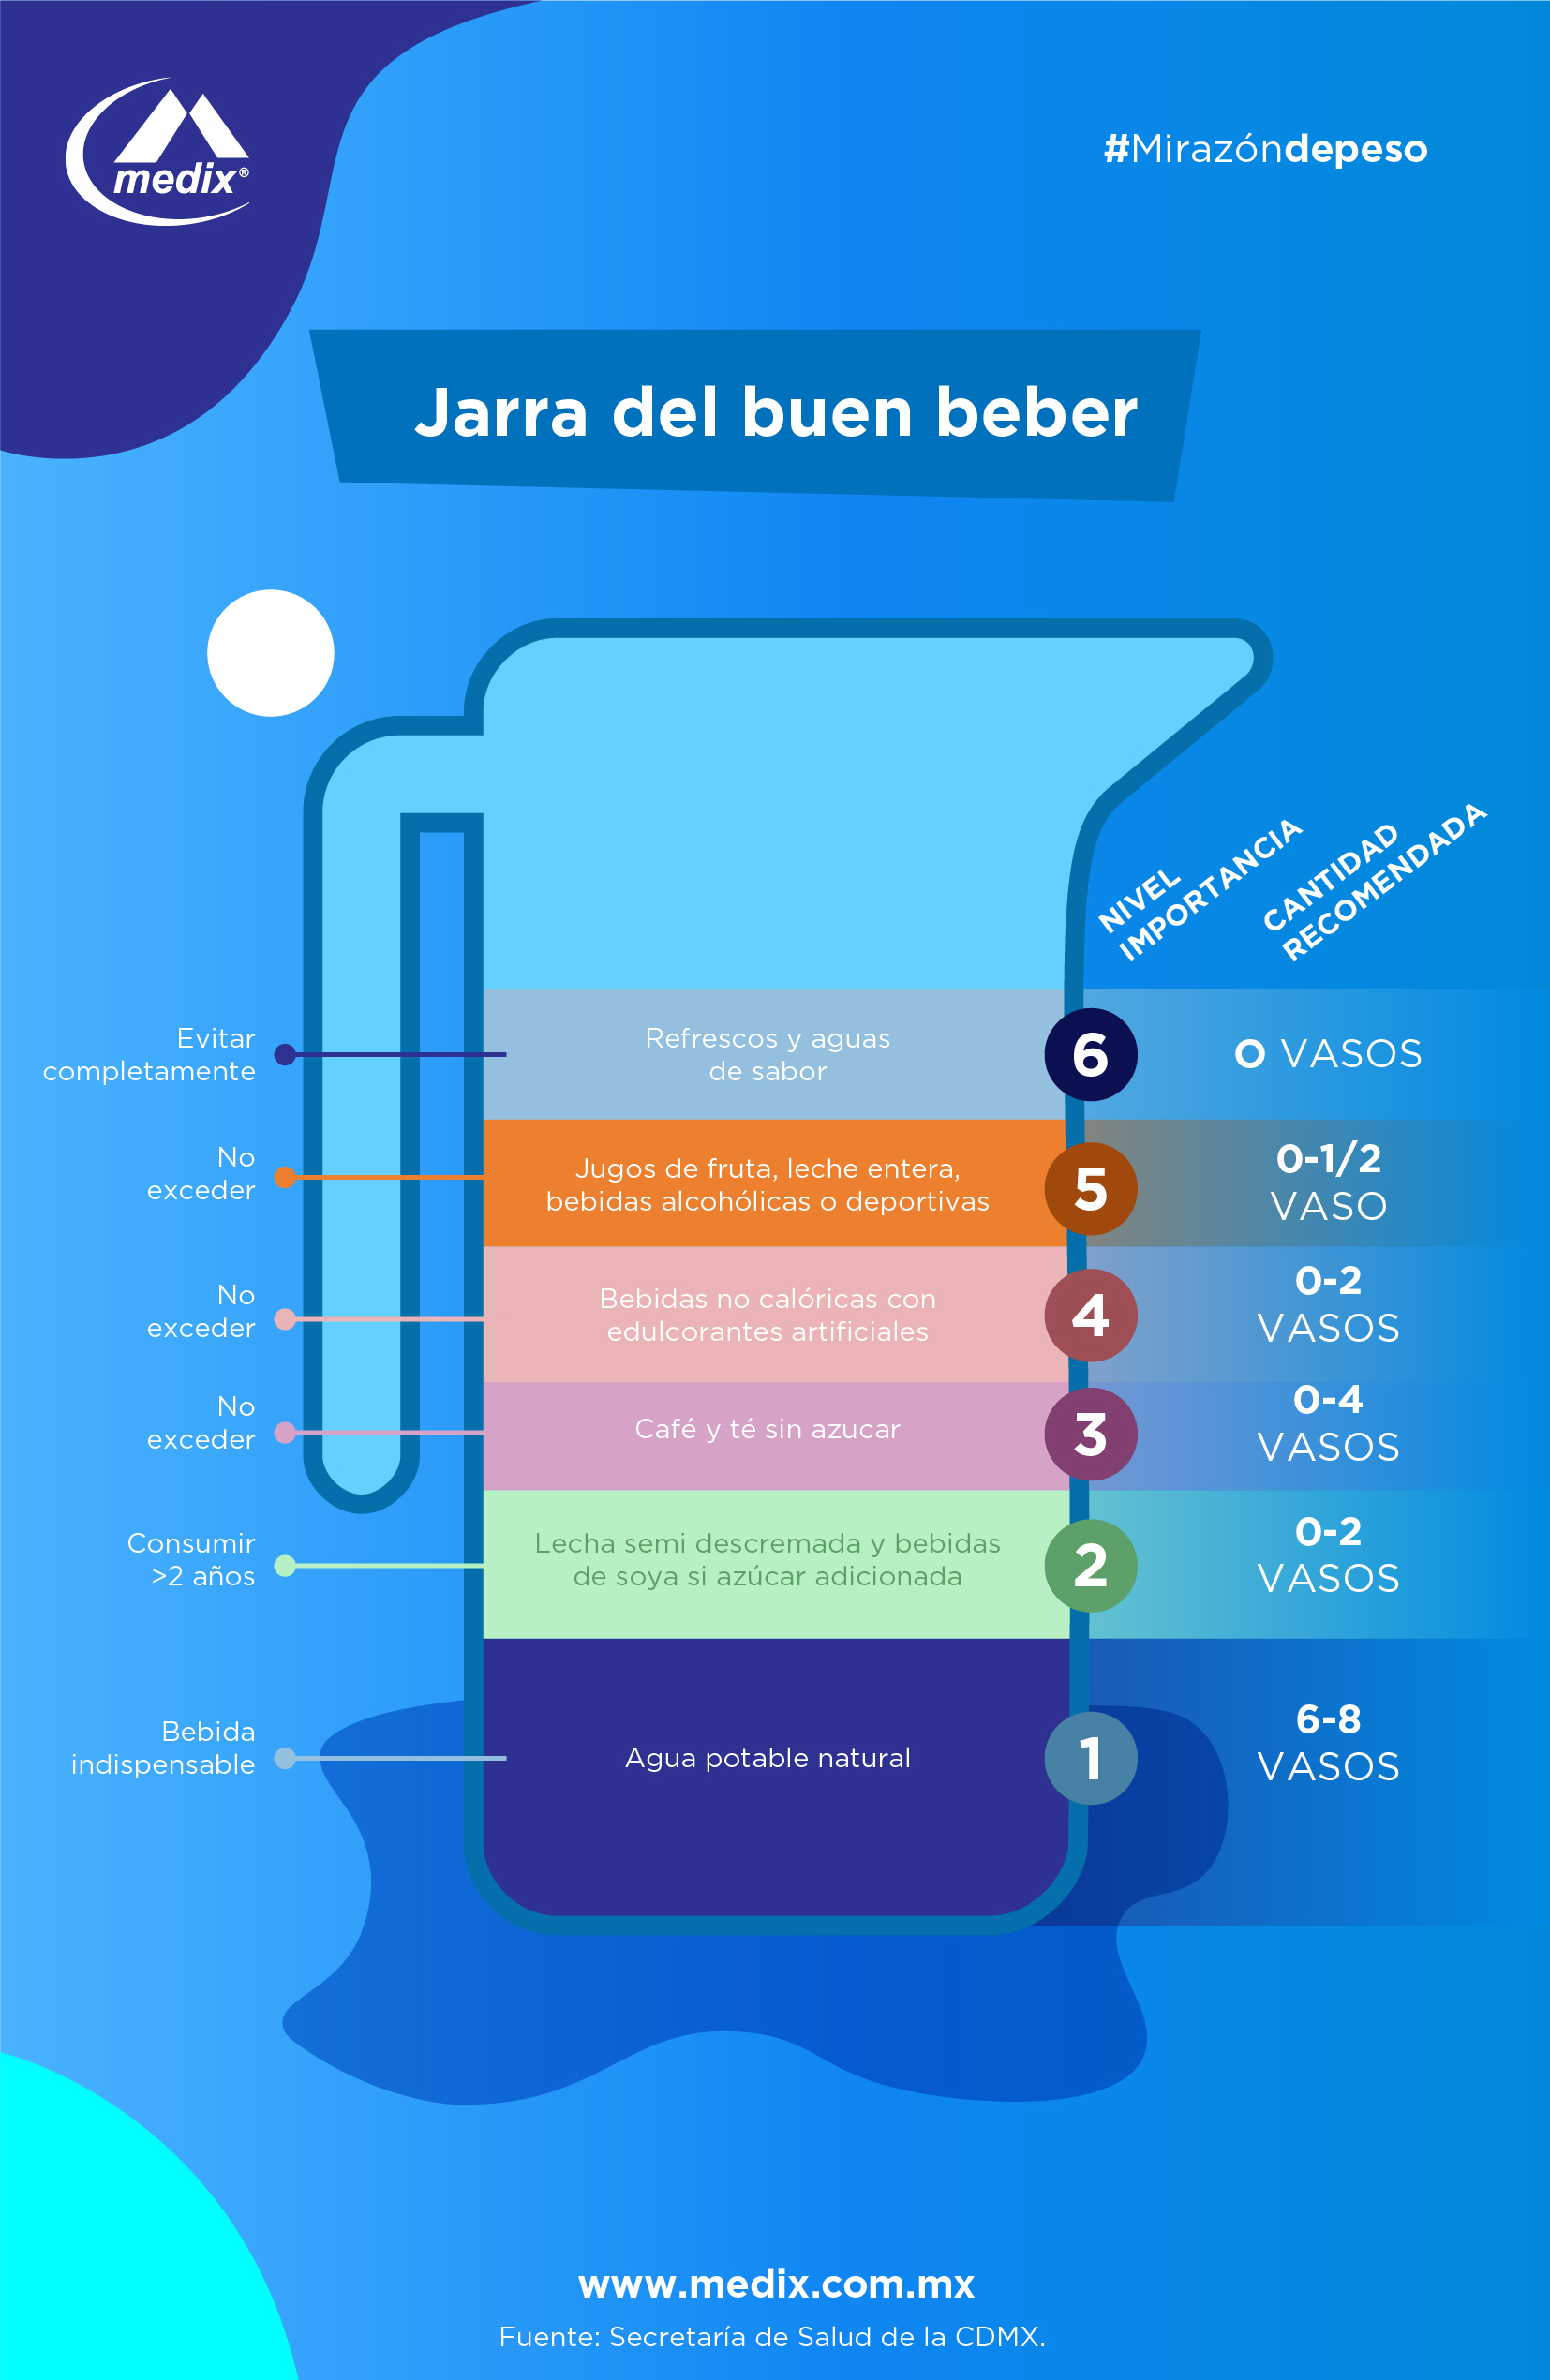 medix®
#Mirazóndepeso
Jarra del buen beber
NIVEL
IMPORTANCIA
CANTIDAD
RECOMENDADA
Evitar
completamente
Refrescos y aguas
de sabor
6
0 VASOS
No
exceder
Jugos de fruta, leche entera,
bebidas alcohólicas o deportivas
5
0-1/2
VASO
No
exceder
Bebidas no calóricas con
edulcorantes artificiales
4
0-2
VASOS
No
exceder
Café y té sin azucar
3
0-4
VASOS
Consumir
>2 años
Lecha semi descremada y bebidas
de soya si azúcar adicionada
2
0-2
VASOS
Bebida
indispensable
Agua potable natural
1
6-8
VASOS
www.medix.com.mx
Fuente: Secretaría de Salud de la CDMX.